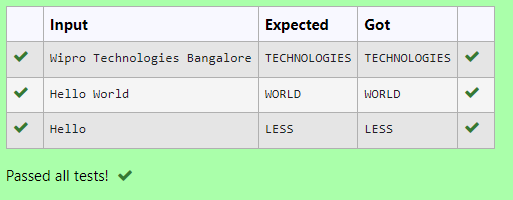 Input Expected Got
Wipro Technologies Bangalore TECHNOLOGIES TECHNOLOGIES
Hello World WORLD WORLD
Hello LESS LESS
Passed all tests!